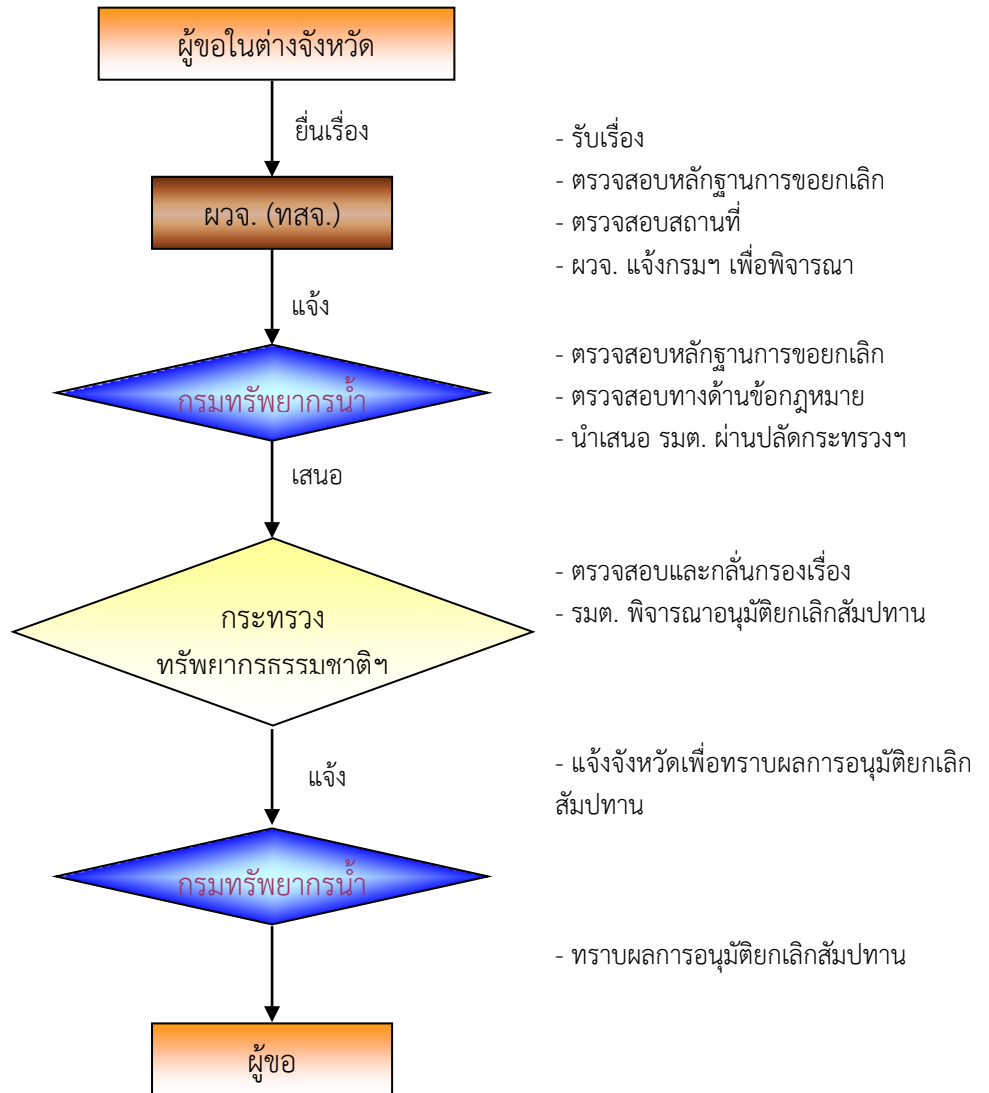 ผู้ขอในต่างจังหวัด
ยื่นเรื่อง
- รับเรื่อง
- ตรวจสอบหลักฐานการขอยกเลิก
- ตรวจสอบสถานที่
- ผวจ. แจ้งกรมฯ เพื่อพิจารณา
ผวจ. (ทสจ.)
แจ้ง
กรมทรัพยากรน้ำ
- ตรวจสอบหลักฐานการขอยกเลิก
- ตรวจสอบทางด้านข้อกฎหมาย
- นำเสนอ รมต. ผ่านปลัดกระทรวงฯ
เสนอ
กระทรวง
ทรัพยากรธรรมชาติฯ
- ตรวจสอบและกลั่นกรองเรื่อง
- รมต. พิจารณาอนุมัติยกเลิกสัมปทาน
แจ้ง
- แจ้งจังหวัดเพื่อทราบผลการอนุมัติยกเลิก
สัมปทาน
กรมทรัพยากรน้ำ
- ทราบผลการอนุมัติยกเลิกสัมปทาน
ผู้ขอ